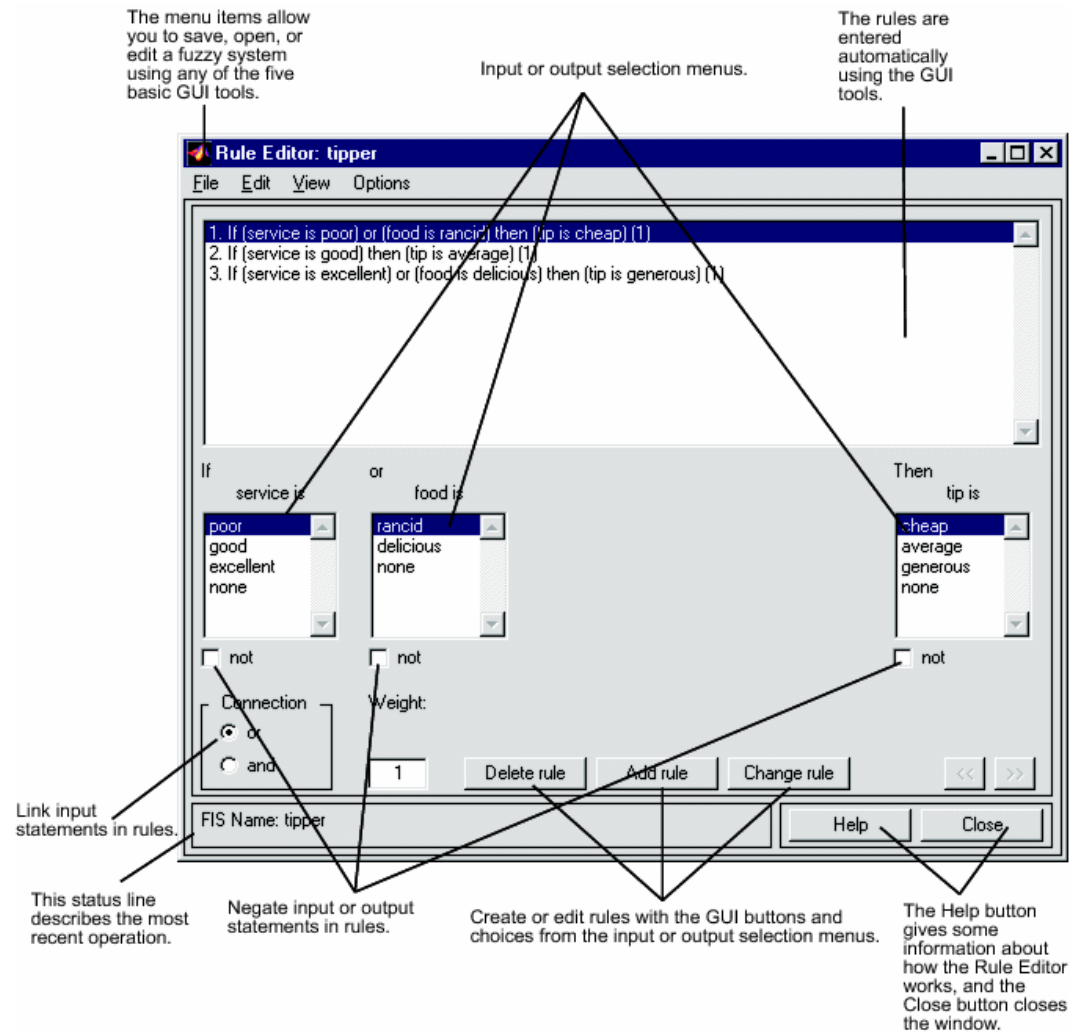 The menu items allow
you to save, open, or
edit a fuzzy system
using any of the five
basic GUI tools.
Input or output selection menus.
The rules are
entered
automatically
using the GUI
tools.
Rule Editor: tipper
File Edit View Options
1. If (service is poor) or (food is rancid) then (tip is cheap) (1)
2. If (service is good) then (tip is average) (1)
3. If (service is excellent) or (food is delicious) then (tip is generous) (1)
If
service is
or
food is
Then
tip is
poor
good
excellent
none
rancid
delicious
none
cheap
average
generous
none
not
not
not
Connection
or
and
Weight:
1
Delete rule
Add rule
Change rule
<<
>>
FIS Name: tipper
Help
Close
Link input
statements in rules.
This status line
describes the most
recent operation.
Negate input or output
statements in rules.
Create or edit rules with the GUI buttons and
choices from the input or output selection menus.
The Help button
gives some
information about
how the Rule Editor
works, and the
Close button closes
the window.